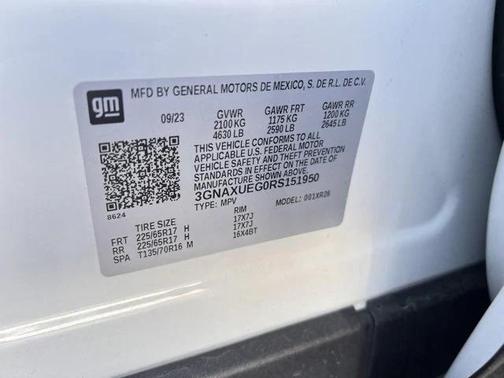 gm
MFD BY GENERAL MOTORS DE MEXICO, S. DE R.L. DE C.V.
09/23 GVWR GAWR FRT GAWR RR
2100 KG 1175 KG 1200 KG
4630 LB 2590 LB 2645 LB
THIS VEHICLE CONFORMS TO ALL
APPLICABLE U.S. FEDERAL MOTOR
VEHICLE SAFETY AND THEFT PREVENTION
STANDARDS IN EFFECT ON THE DATE OF
MANUFACTURE SHOWN ABOVE.
3GNAXUEG0RS151950
TYPE: MPV MODEL: 001XR26
8624
TIRE SIZE RIM
FRT 225/65R17 H 17X7J
RR 225/65R17 H 17X7J
SPA T135/70R16 M 16X4BT